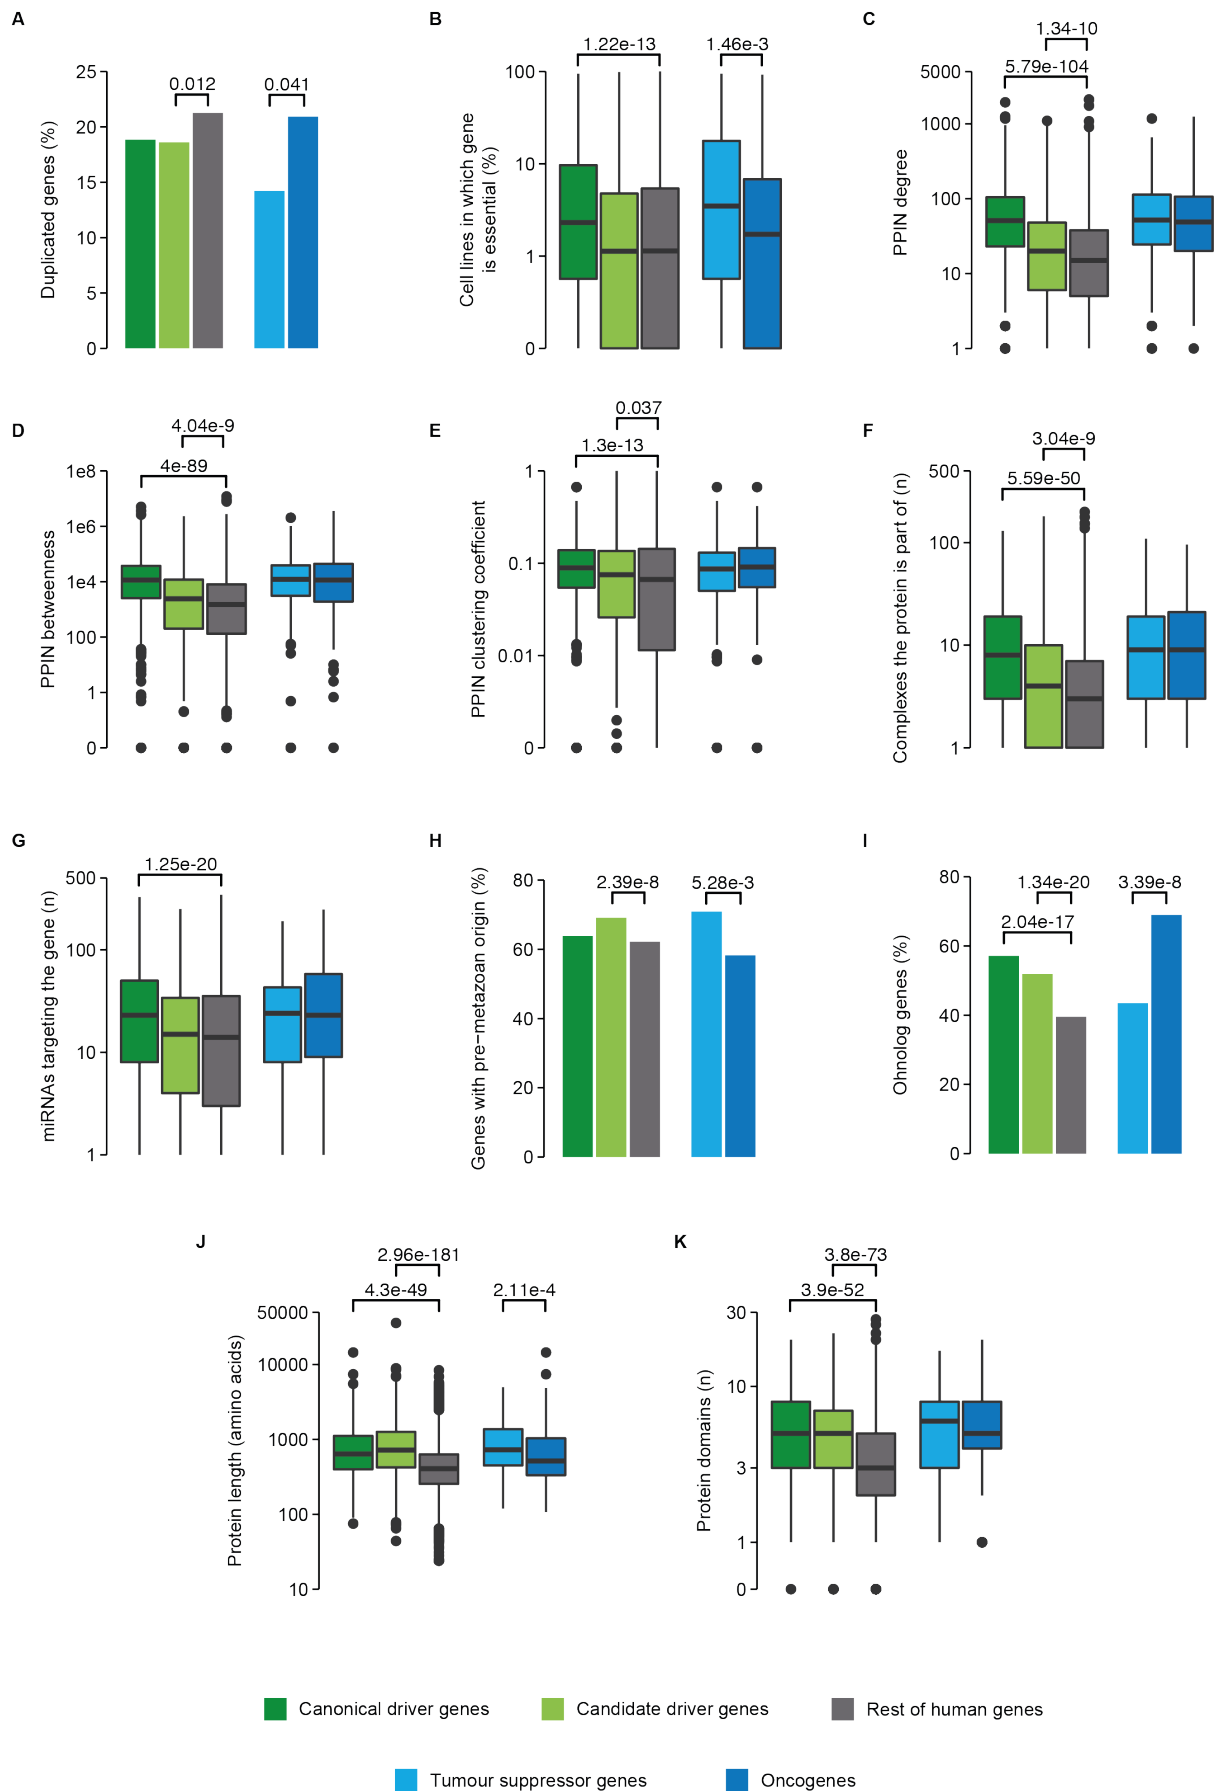 A
Duplicated genes (%)
25
20
15
10
5
0
0.012
0.041
B
Cell lines in which gene
is essential (%)
100
10
1
0
1.22e-13
1.46e-3
C
PPIN degree
5000
1000
100
10
1
1.34-10
5.79e-104
D
PPIN betweenness
1e8
1e6
1e4
100
1
0
4.04e-9
4e-89
E
PPIN clustering coefficient
1
0.1
0.01
0
0.037
1.3e-13
F
Complexes the protein is part of (n)
500
100
10
1
3.04e-9
5.59e-50
G
miRNAs targeting the gene (n)
500
100
10
1
1.25e-20
H
Genes with pre−metazoan origin (%)
80
60
40
20
0
2.39e-8
5.28e-3
I
Ohnolog genes (%)
80
60
40
20
0
1.34e-20
3.39e-8
2.04e-17
J
Protein length (amino acids)
50000
10000
1000
100
10
2.96e-181
4.3e-49
2.11e-4
K
Protein domains (n)
30
10
3
1
0
3.8e-73
3.9e-52
Canonical driver genes
Candidate driver genes
Rest of human genes
Tumour suppressor genes
Oncogenes